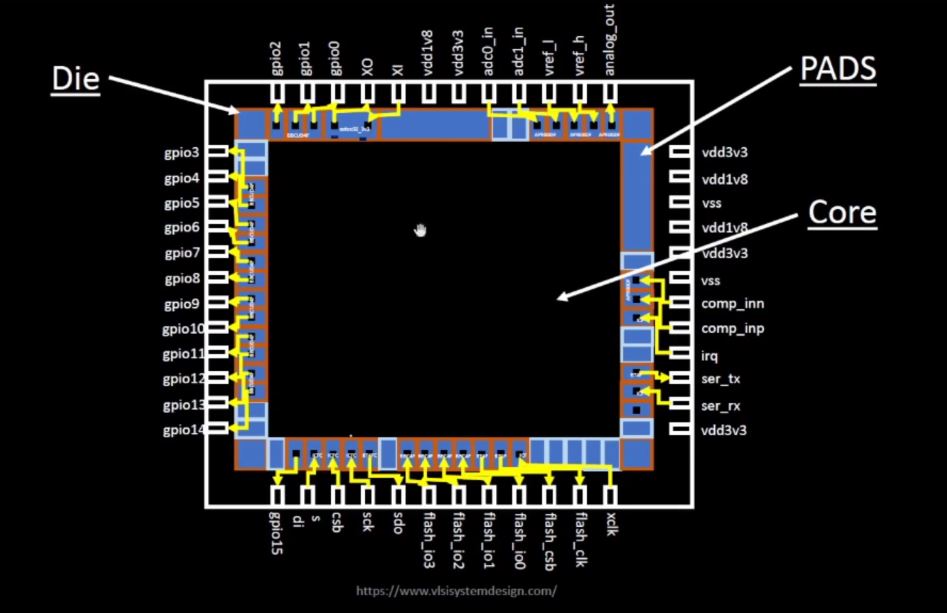 Die
PADS
Core
gpio2
gpio1
gpio0
XO
XI
vdd1v8
vdd3v3
adc0_in
adc1_in
vref_l
vref_h
analog_out
gpio3
gpio4
gpio5
gpio6
gpio7
gpio8
gpio9
gpio10
gpio11
gpio12
gpio13
gpio14
vdd3v3
vdd1v8
vss
vdd1v8
vdd3v3
vss
comp_inn
comp_inp
irq
ser_tx
ser_rx
vdd3v3
gpio15
di
s
csb
sck
sdo
flash_io3
flash_io2
flash_io1
flash_io0
flash_csb
flash_clk
xclk
https://www.vlsisystemdesign.com/